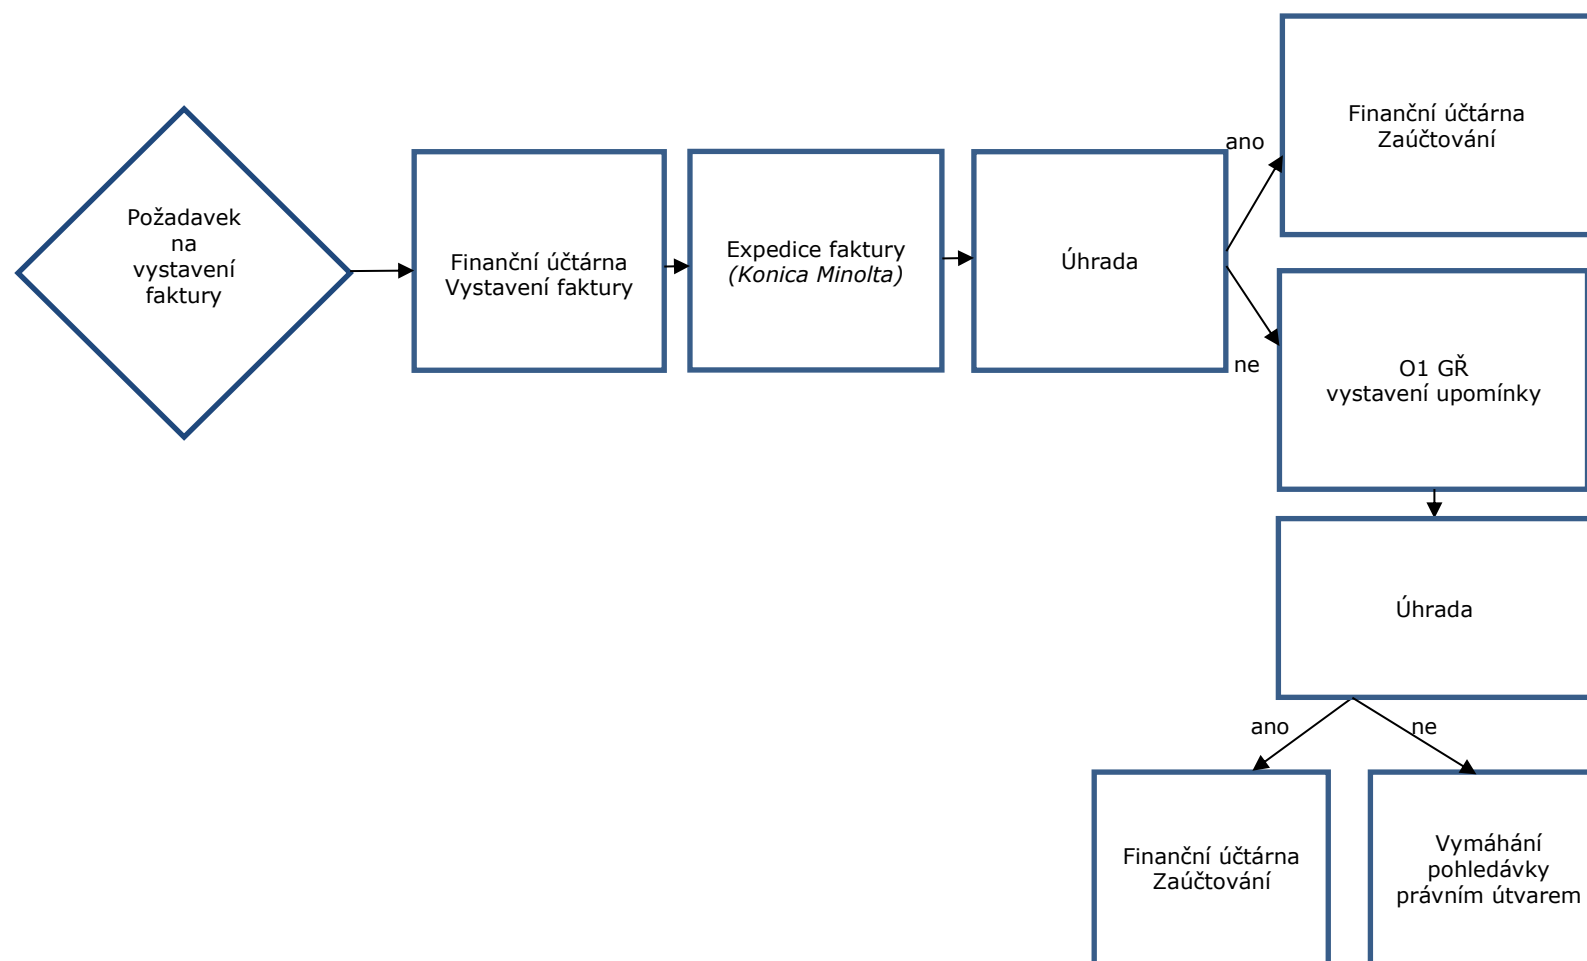 Požadavek
na
vystavení
faktury
Finanční účtárna
Vystavení faktury
Expedice faktury
(Konica Minolta)
Úhrada
ano
Finanční účtárna
Zaúčtování
ne
O1 GŘ
vystavení upomínky
Úhrada
ano
ne
Finanční účtárna
Zaúčtování
Vymáhání
pohledávky
právním útvarem